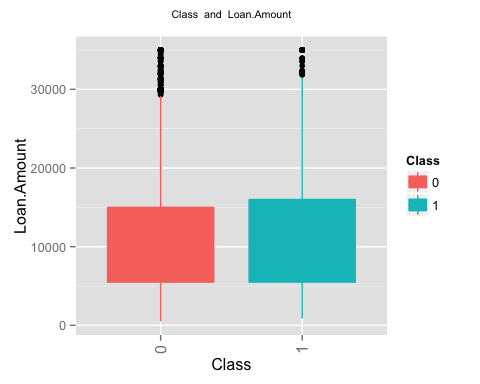 Class and Loan.Amount
30000
20000
10000
0
Loan.Amount
0
1
Class
Class
0
1